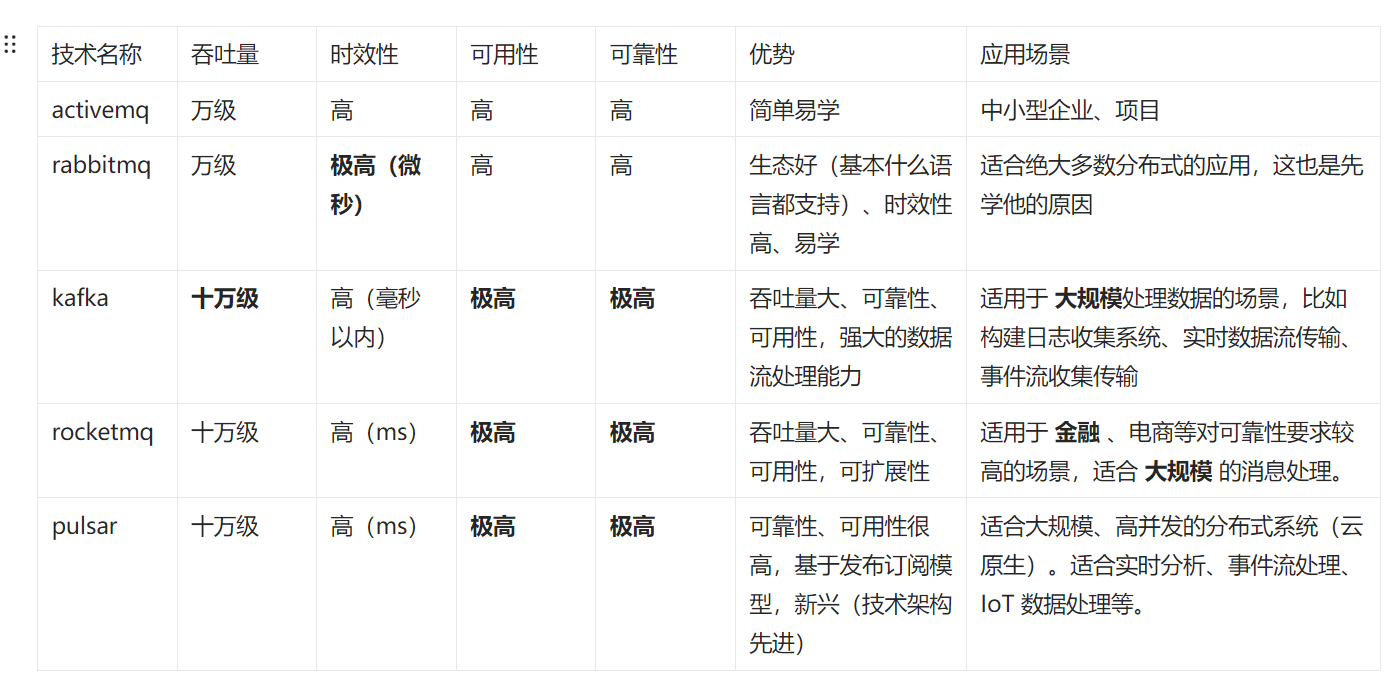 技术名称 吞吐量 时效性 可用性 可靠性 优势 应用场景
activemq 万级 高 高 高 简单易学 中小型企业、项目
rabbitmq 万级 极高（微 高 高 生态好（基本什么语 适合绝大多数分布式的应用，这也是先
秒） 言都支持）、时效性 学他的原因
高、易学
kafka 十万级 高（毫秒 极高 极高 吞吐量大、可靠性、 适用于 大规模处理数据的场景，比如
以内） 可用性，强大的数据 构建日志收集系统、实时数据流传输、
流处理能力 事件流收集传输
rocketmq 十万级 高（ms） 极高 极高 吞吐量大、可靠性、 适用于 金融 、电商等对可靠性要求较
可用性，可扩展性 高的场景，适合 大规模 的消息处理。
pulsar 十万级 高（ms） 极高 极高 可靠性、可用性很 适合大规模、高并发的分布式系统（云
高，基于发布订阅模 原生）。适合实时分析、事件流处理、
型，新兴（技术架构 IoT 数据处理等。
先进）